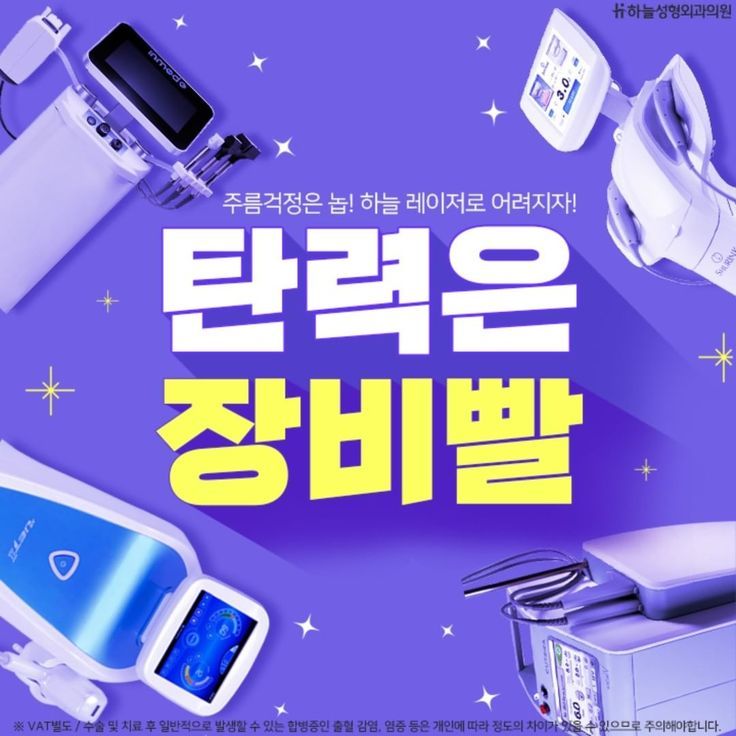 하늘성형외과의원
3.0
주름걱정은 놉! 하늘 레이저로 어려지자!
탄력은
장비빨
※ VAT별도 / 수술 및 치료 후 일반적으로 발생할 수 있는 합병증인 출혈 감염, 염증 등은 개인에 따라 정도의 차이가 있을 수 있으므로 주의해야합니다.